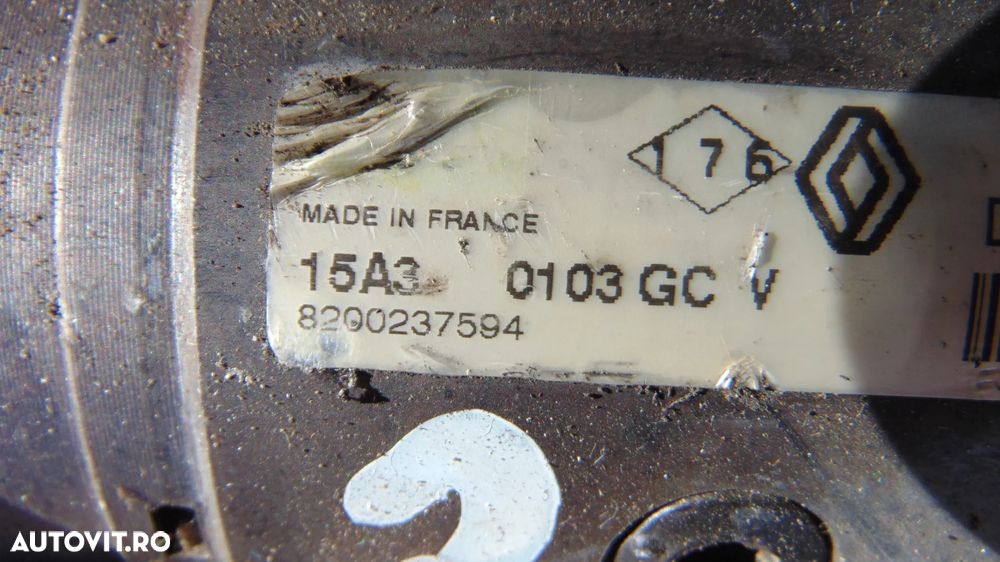 176
MADE IN FRANCE
15A3 0103 GC V
8200237594
AUTOVIT.RO